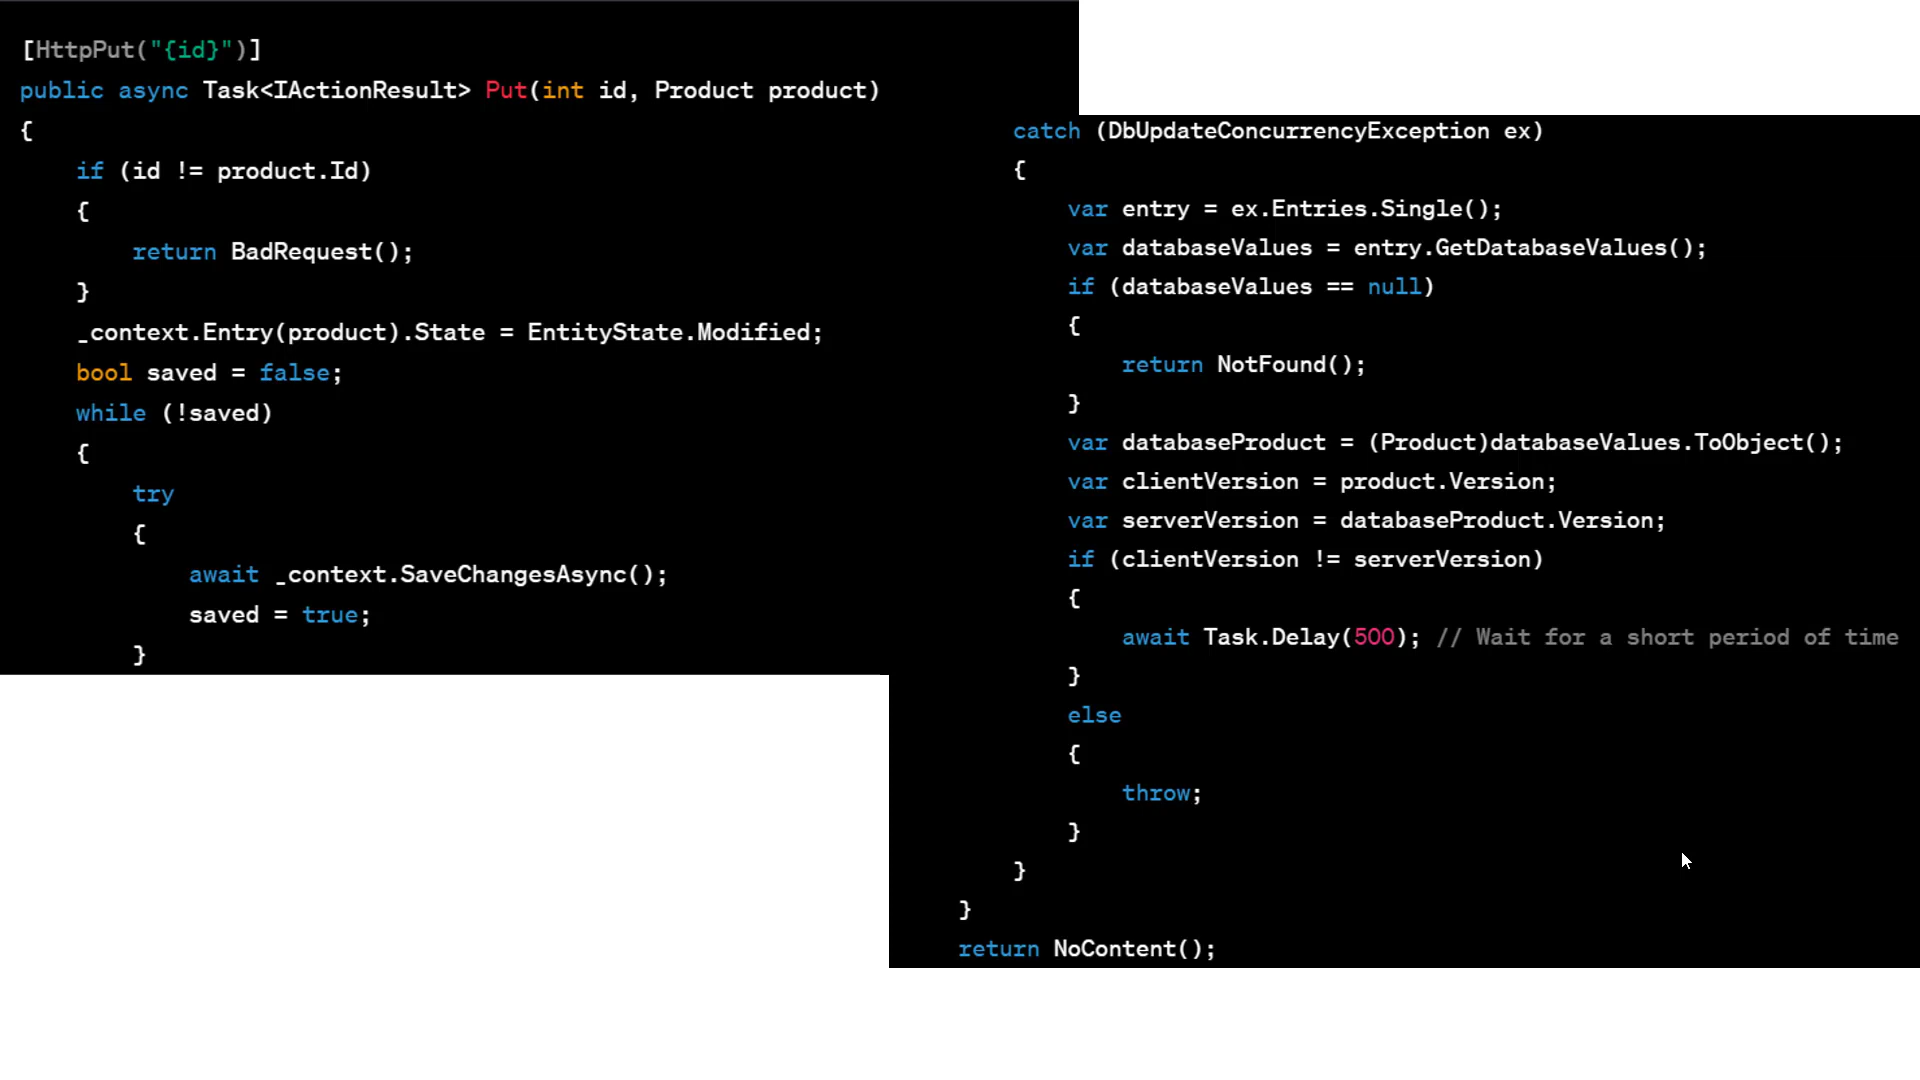 [HttpPut("{id}")]
public async Task<IActionResult> Put(int id, Product product)
{
    if (id != product.Id)
    {
        return BadRequest();
    }
    _context.Entry(product).State = EntityState.Modified;
    bool saved = false;
    while (!saved)
    {
        try
        {
            await _context.SaveChangesAsync();
            saved = true;
        }
        catch (DbUpdateConcurrencyException ex)
        {
            var entry = ex.Entries.Single();
            var databaseValues = entry.GetDatabaseValues();
            if (databaseValues == null)
            {
                return NotFound();
            }
            var databaseProduct = (Product)databaseValues.ToObject();
            var clientVersion = product.Version;
            var serverVersion = databaseProduct.Version;
            if (clientVersion != serverVersion)
            {
                await Task.Delay(500); // Wait for a short period of time
            }
            else
            {
                throw;
            }
        }
    }
    return NoContent();